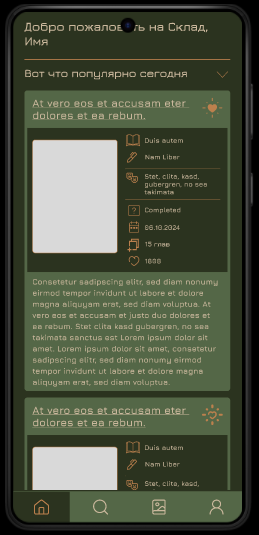 Добро пожаловать на Склад,
Имя
Вот что популярно сегодня
At vero eos et accusam eter
dolores et ea rebum.
Duis autem
Nam Liber
Stet, clita, kasd,
gubergren, no sea
takimata
Completed
06.10.2024
15 глав
1698
Consetetur sadipscing elitr, sed diam nonumy
eirmod tempor invidunt ut labore et dolore
magna aliquyam erat, sed diam voluptua. At
vero eos et accusam et justo duo dolores et
ea rebum. Stet clita kasd gubergren, no sea
takimata sanctus est Lorem ipsum dolor sit
amet. Lorem ipsum dolor sit amet, consetetur
sadipscing elitr, sed diam nonumy eirmod
tempor invidunt ut labore et dolore magna
aliquyam erat, sed diam voluptua.
At vero eos et accusam eter
dolores et ea rebum.
Duis autem
Nam Liber
Stet, clita, kasd,